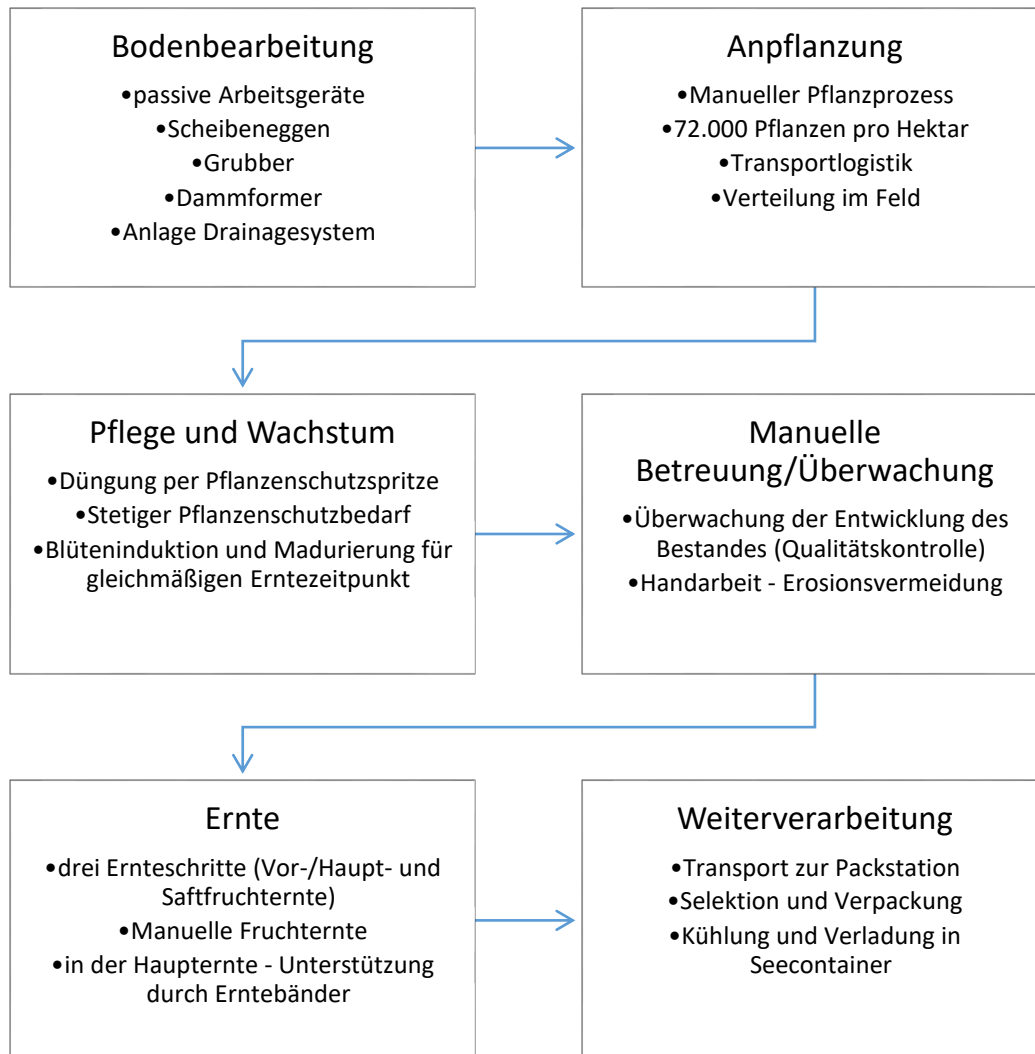 Bodenbearbeitung
•passive Arbeitsgeräte
•Scheibeneggen
•Grubber
•Dammformer
•Anlage Drainagesystem
Anpflanzung
•Manueller Pflanzprozess
•72.000 Pflanzen pro Hektar
•Transportlogistik
•Verteilung im Feld
Pflege und Wachstum
•Düngung per Pflanzenschutzspritze
•Stetiger Pflanzenschutzbedarf
•Blüteninduktion und Madurierung für
gleichmäßigen Erntezeitpunkt
Manuelle
Betreuung/Überwachung
•Überwachung der Entwicklung des
Bestandes (Qualitätskontrolle)
•Handarbeit - Erosionsvermeidung
Ernte
•drei Ernteschritte (Vor-/Haupt- und
Saftfruchternte)
•Manuelle Fruchternte
•in der Haupternte - Unterstützung
durch Erntebänder
Weiterverarbeitung
•Transport zur Packstation
•Selektion und Verpackung
•Kühlung und Verladung in
Seecontainer